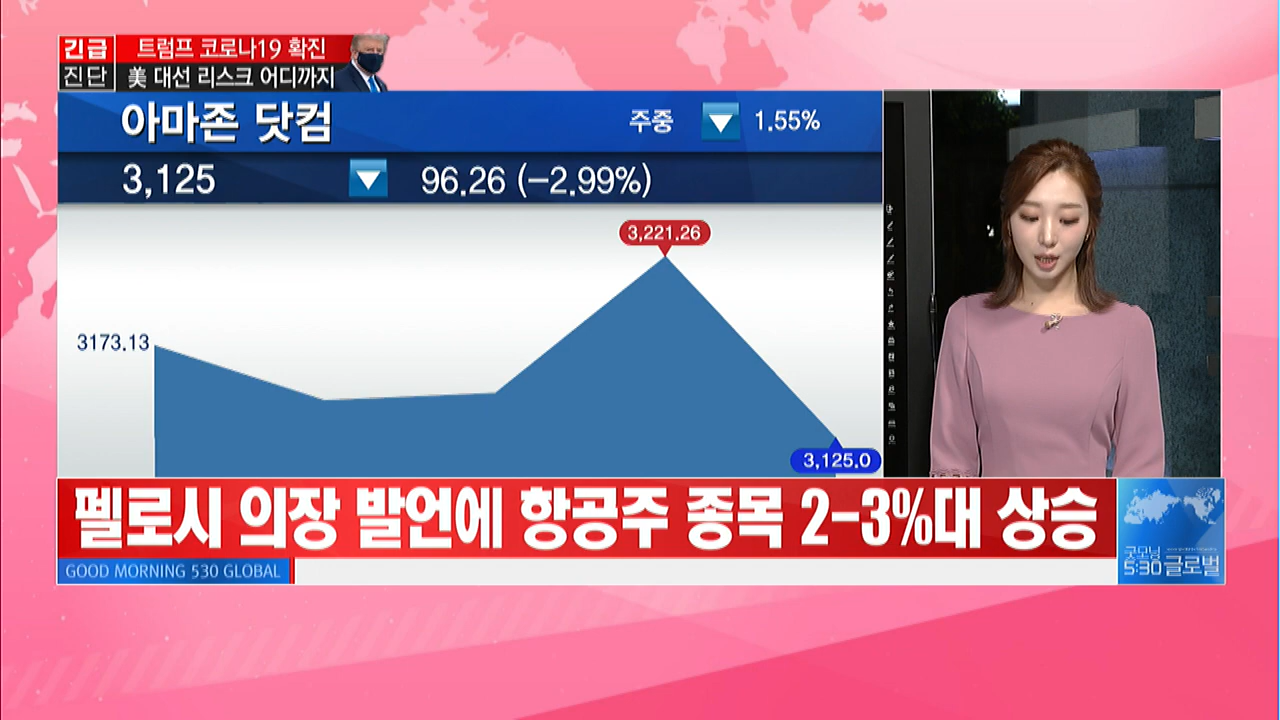 긴급 트럼프 코로나19 확진
진단 美 대선 리스크 어디까지
아마존 닷컴 주중 ▼ 1.55%
3,125 ▼ 96.26 (-2.99%)
3,221.26
3173.13
3,125.0
펠로시 의장 발언에 항공주 종목 2-3%대 상승
GOOD MORNING 530 GLOBAL
굿모닝
5:30 글로벌